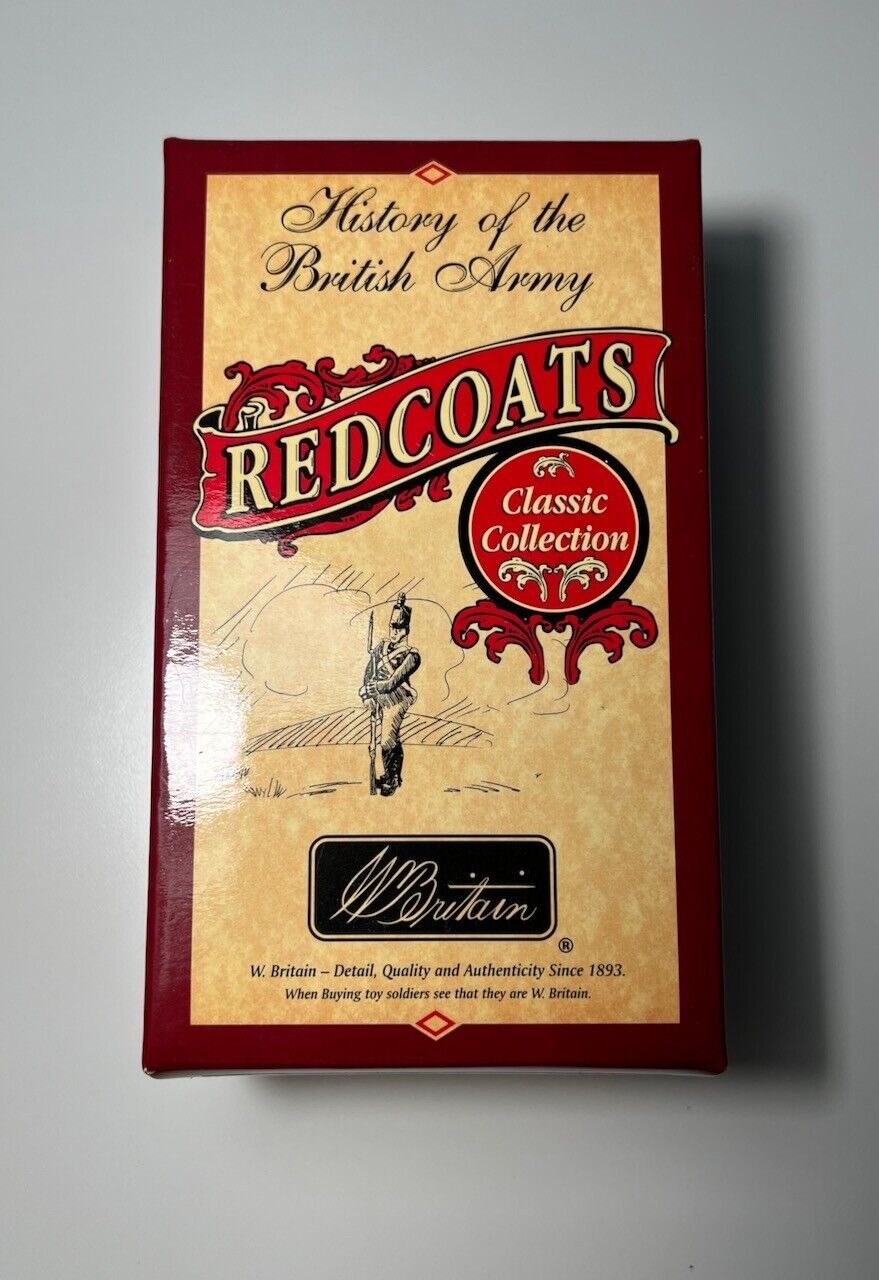 History of the
British Army
REDCOATS
Classic
Collection
W Britain
®
W. Britain – Detail, Quality and Authenticity Since 1893.
When Buying toy soldiers see that they are W. Britain.